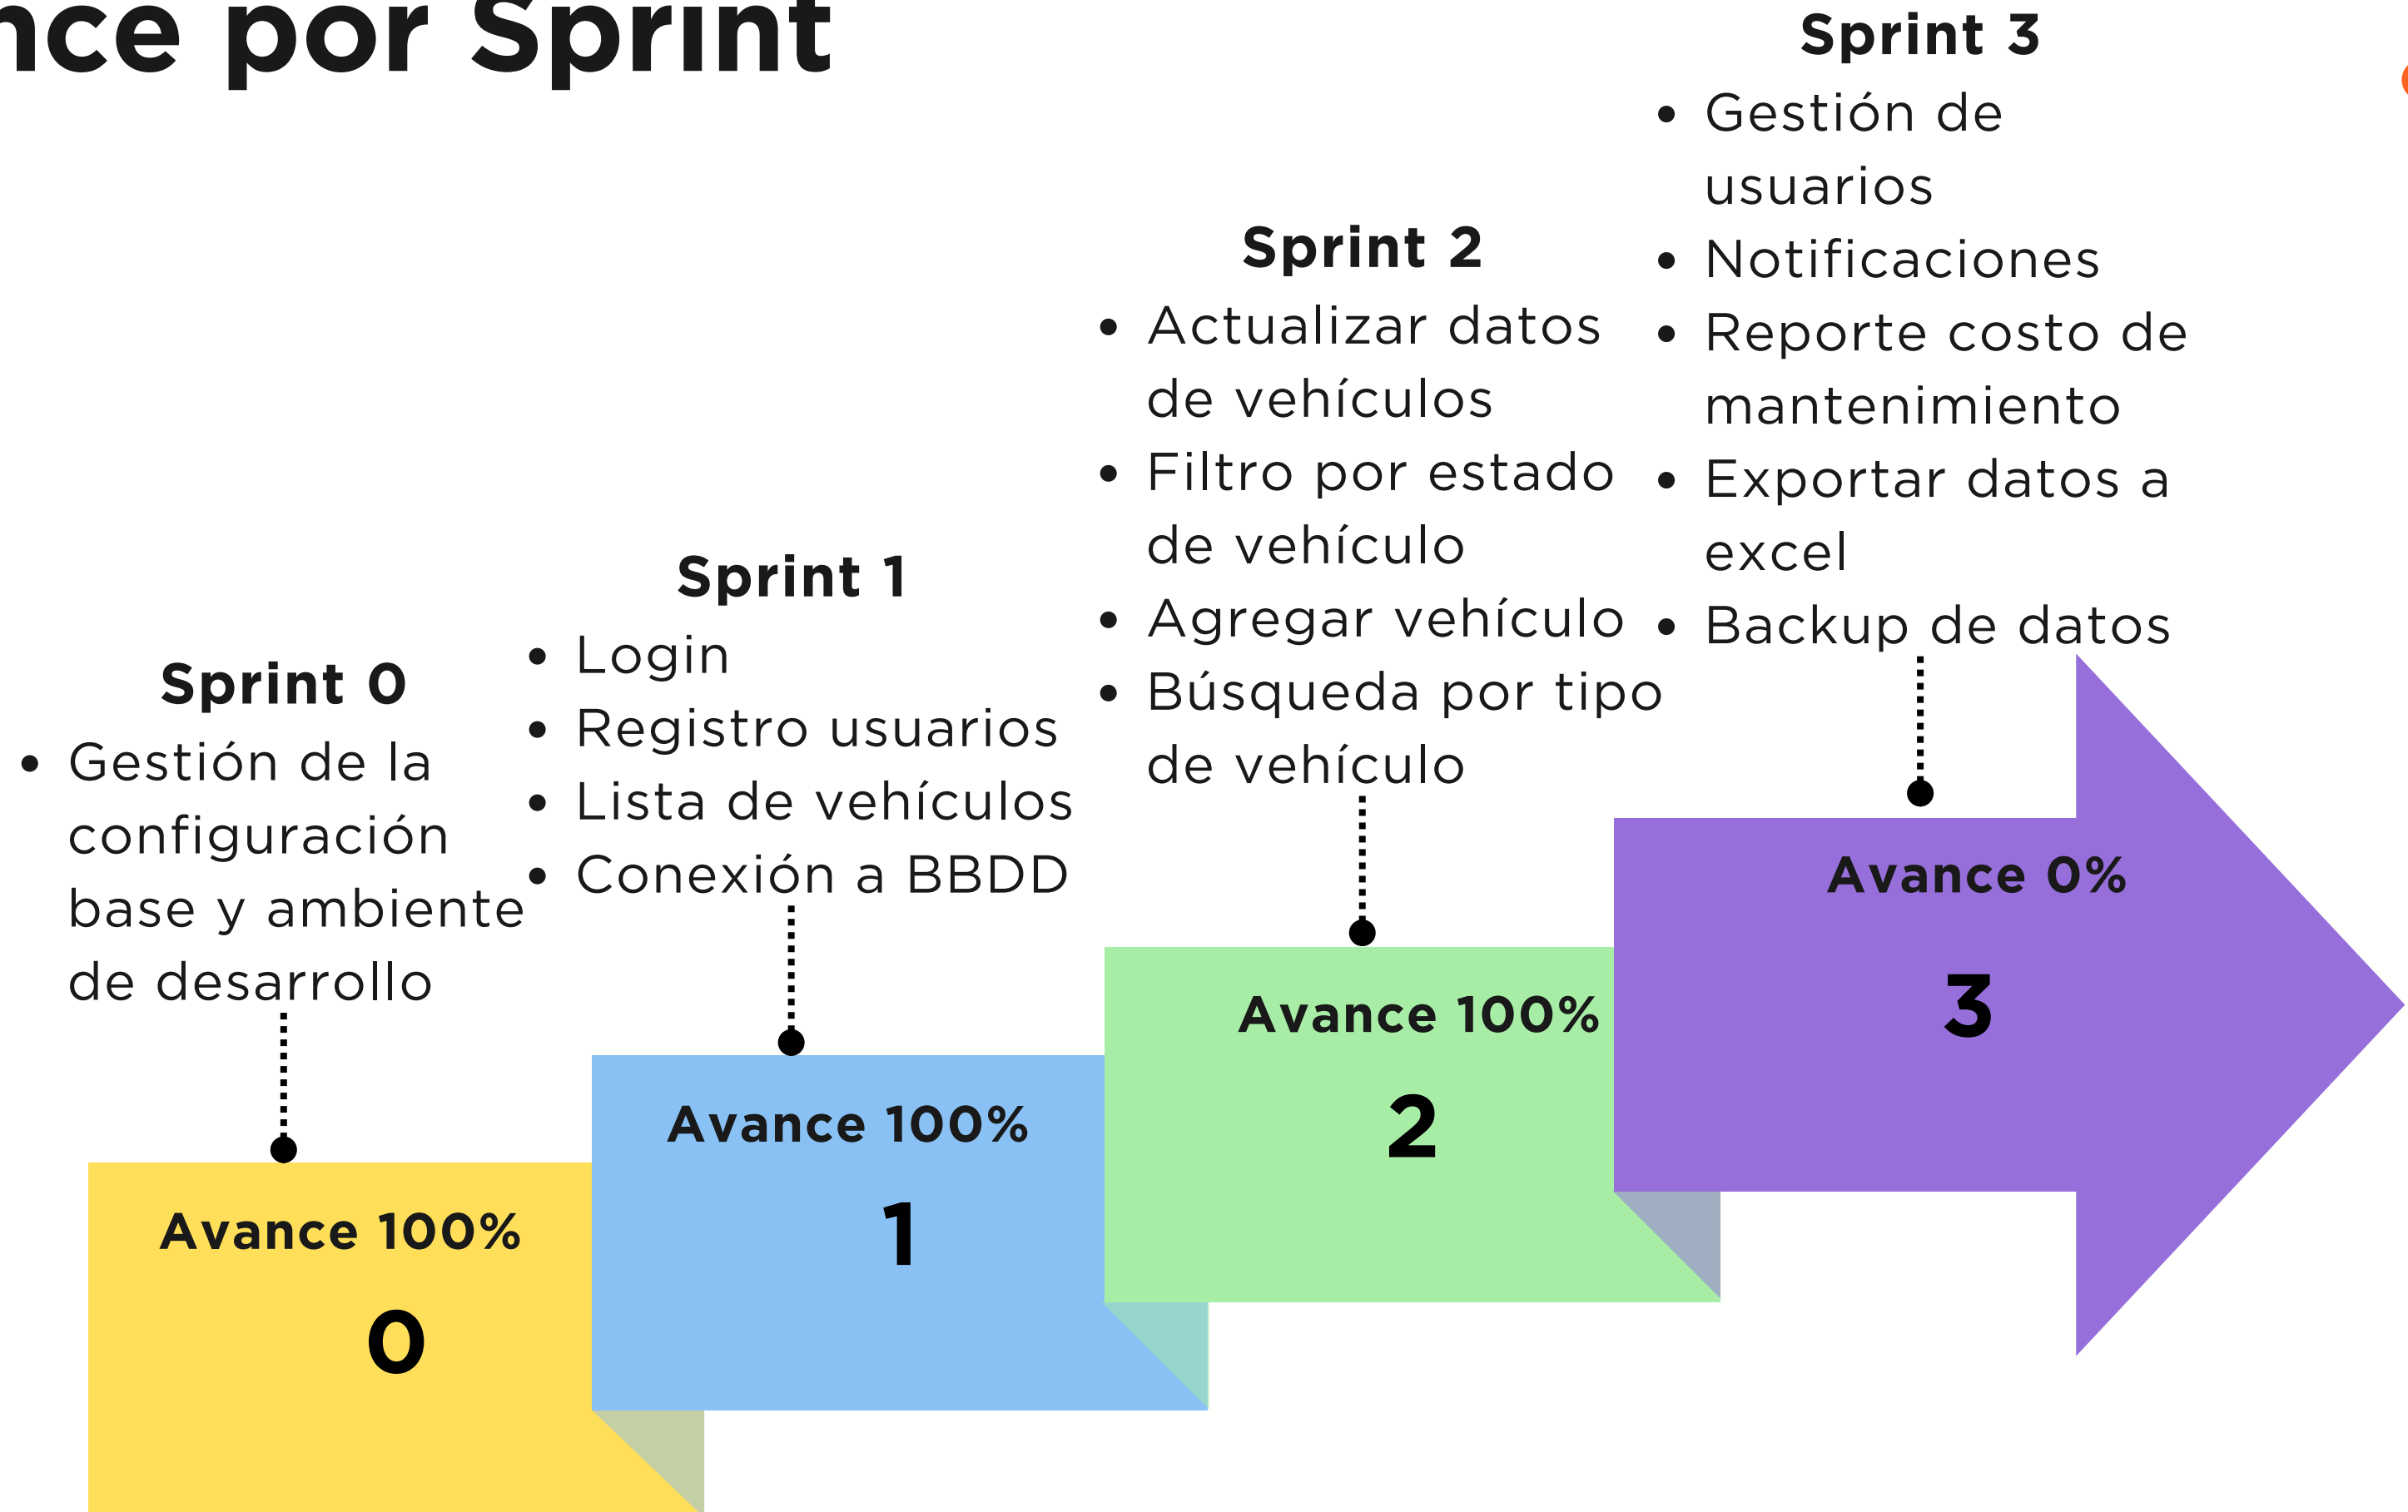 nce por Sprint
Sprint 0
• Gestión de la
configuración
base y ambiente
de desarrollo
Avance 100%
0
Sprint 1
• Login
• Registro usuarios
• Lista de vehículos
• Conexión a BBDD
Avance 100%
1
Sprint 2
• Actualizar datos
de vehículos
• Filtro por estado
de vehículo
• Agregar vehículo
• Búsqueda por tipo
de vehículo
Avance 100%
2
Sprint 3
• Gestión de
usuarios
• Notificaciones
• Reporte costo de
mantenimiento
• Exportar datos a
excel
• Backup de datos
Avance 0%
3